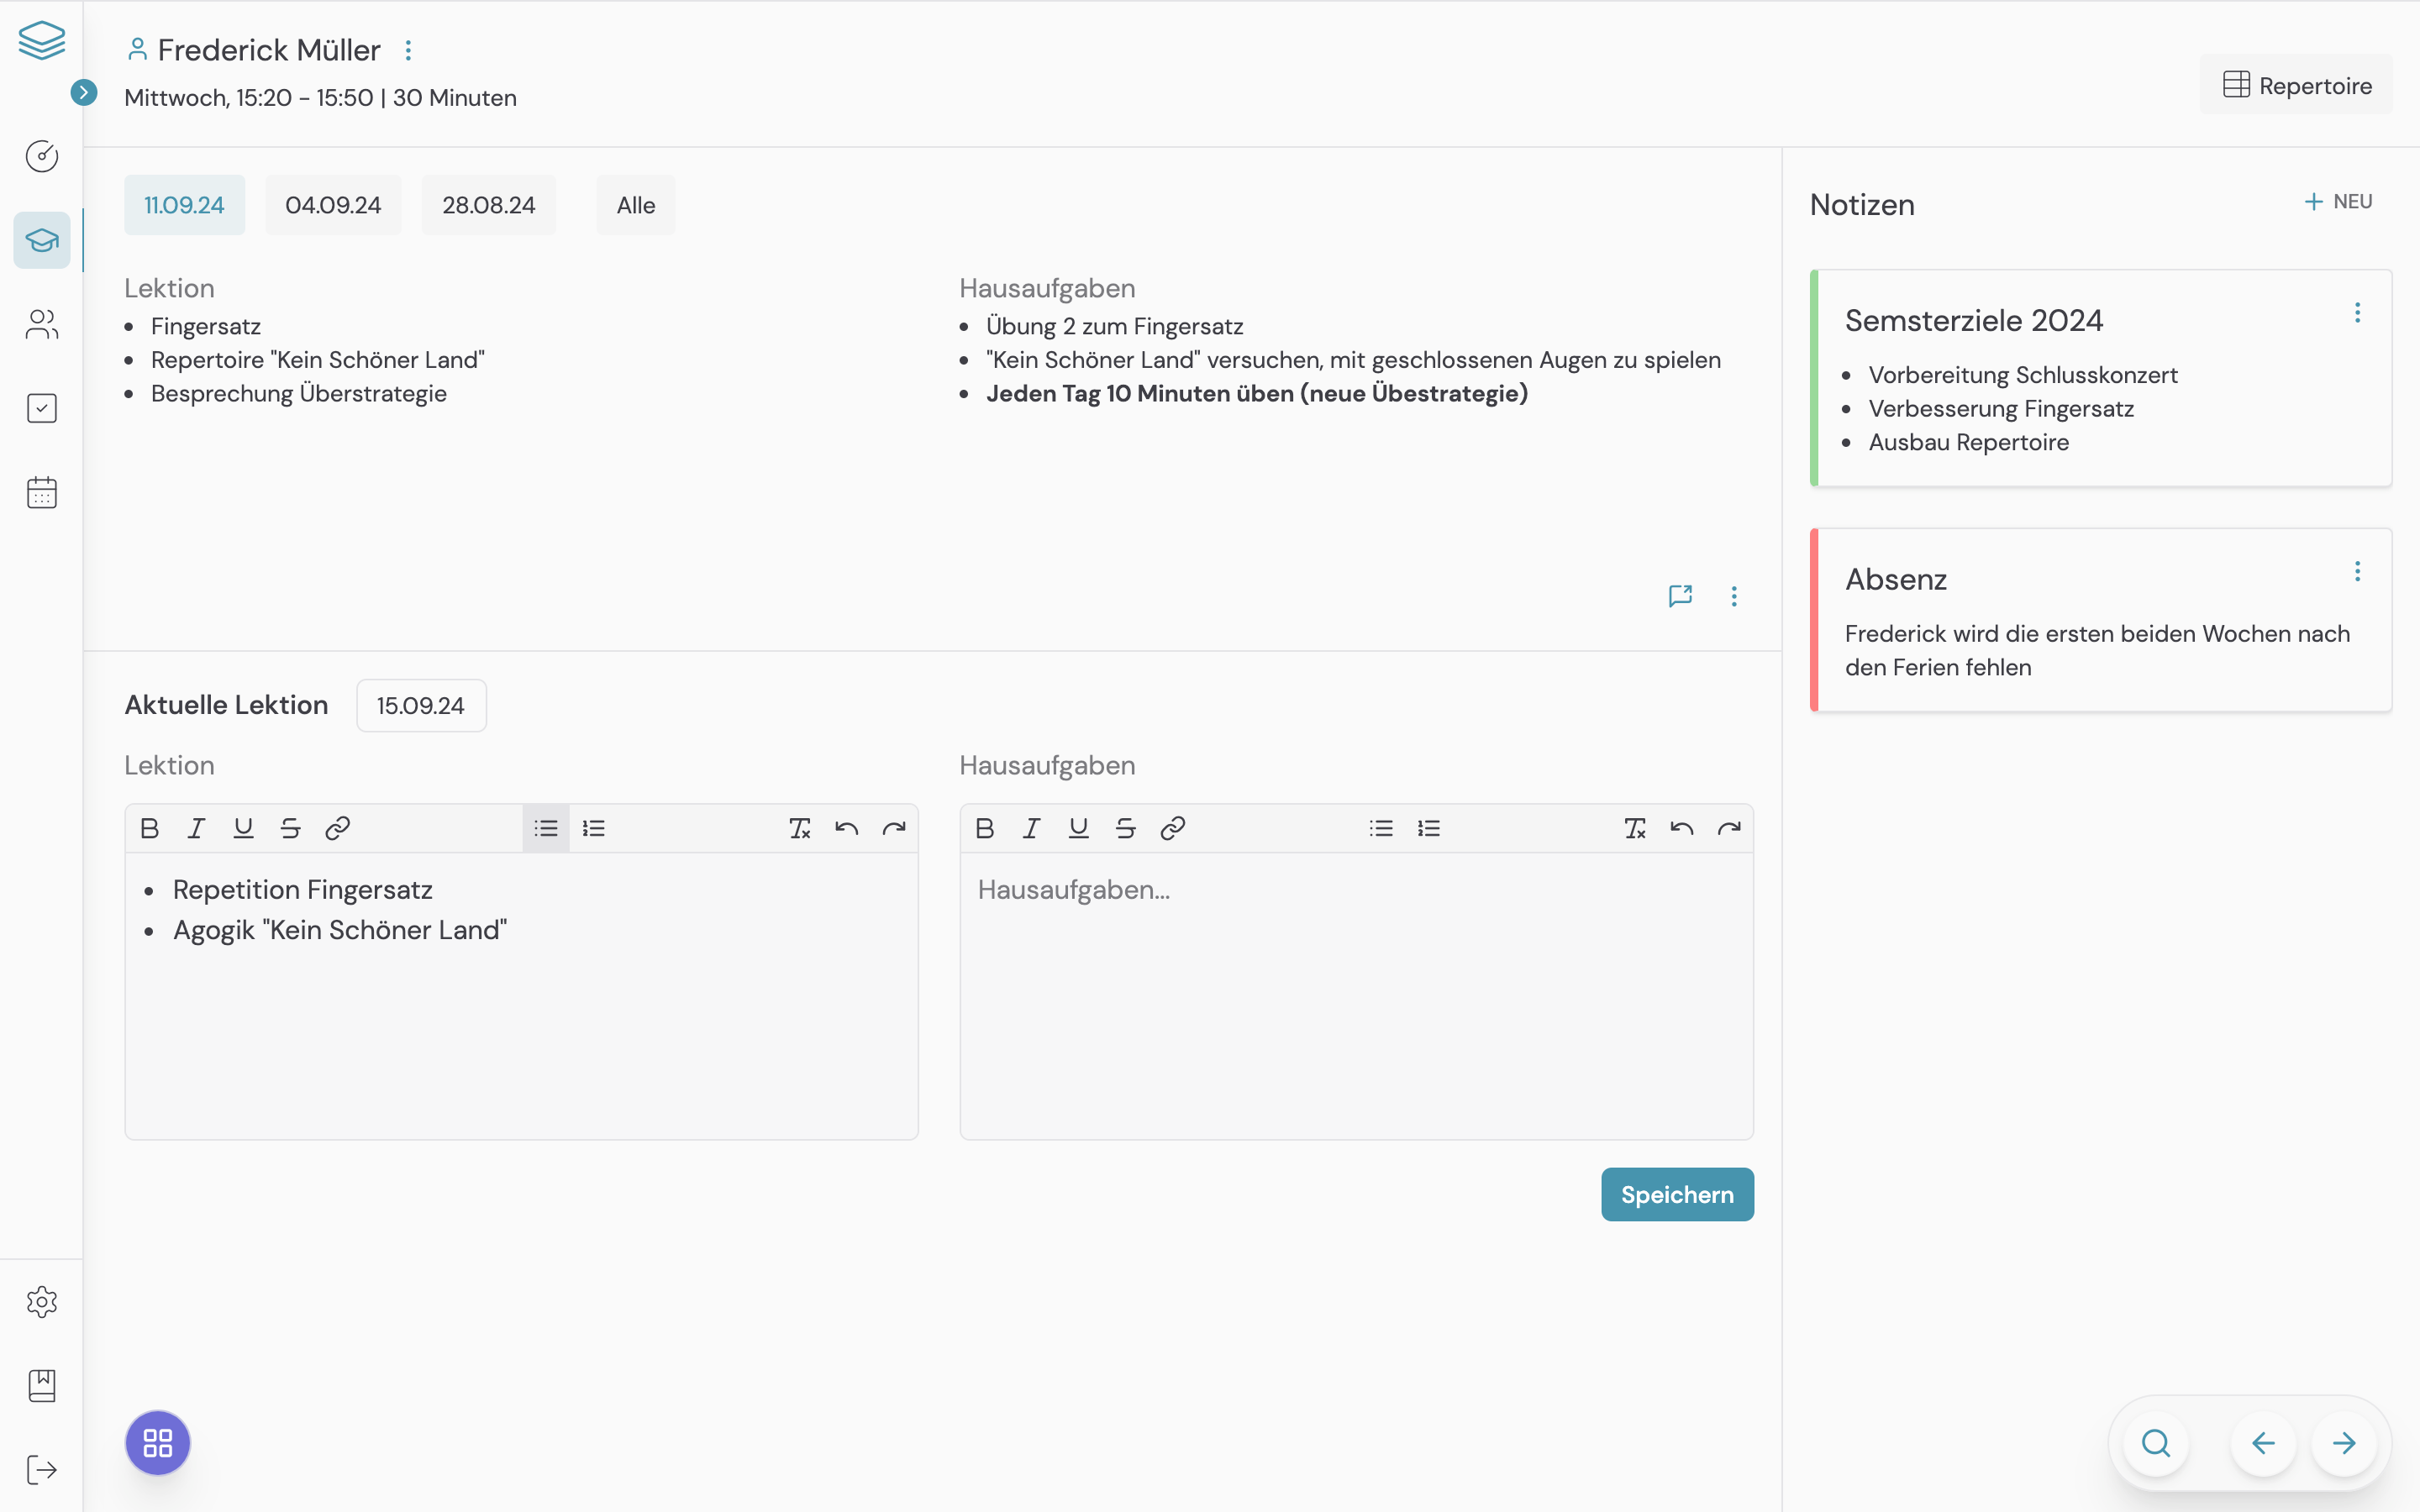 Frederick Müller
Mittwoch, 15:20 - 15:50 | 30 Minuten
Repertoire
11.09.24
04.09.24
28.08.24
Alle
Lektion
• Fingersatz
• Repertoire "Kein Schöner Land"
• Besprechung Überstrategie
Hausaufgaben
• Übung 2 zum Fingersatz
• "Kein Schöner Land" versuchen, mit geschlossenen Augen zu spielen
• Jeden Tag 10 Minuten üben (neue Übestrategie)
Aktuelle Lektion
15.09.24
Lektion
• Repetition Fingersatz
• Agogik "Kein Schöner Land"
Hausaufgaben
Hausaufgaben...
Speichern
Notizen
+ NEU
Semsterziele 2024
• Vorbereitung Schlusskonzert
• Verbesserung Fingersatz
• Ausbau Repertoire
Absenz
Frederick wird die ersten beiden Wochen nach
den Ferien fehlen